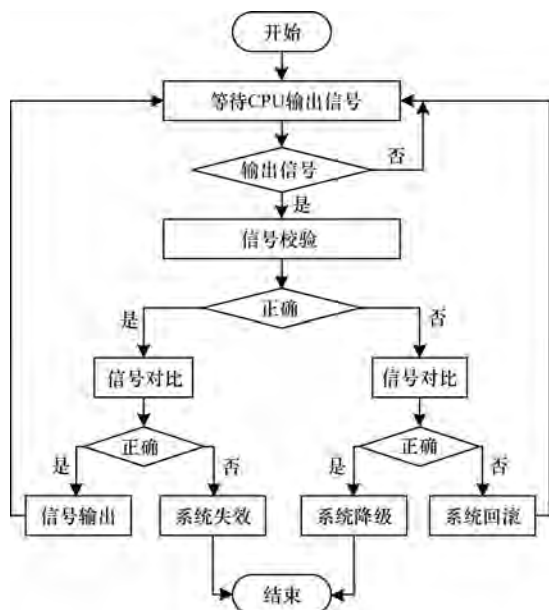 开始
等待CPU输出信号
输出信号
否
是
信号校验
正确
是
否
信号对比
信号对比
正确
正确
是
否
是
否
信号输出
系统失效
系统降级
系统回滚
结束